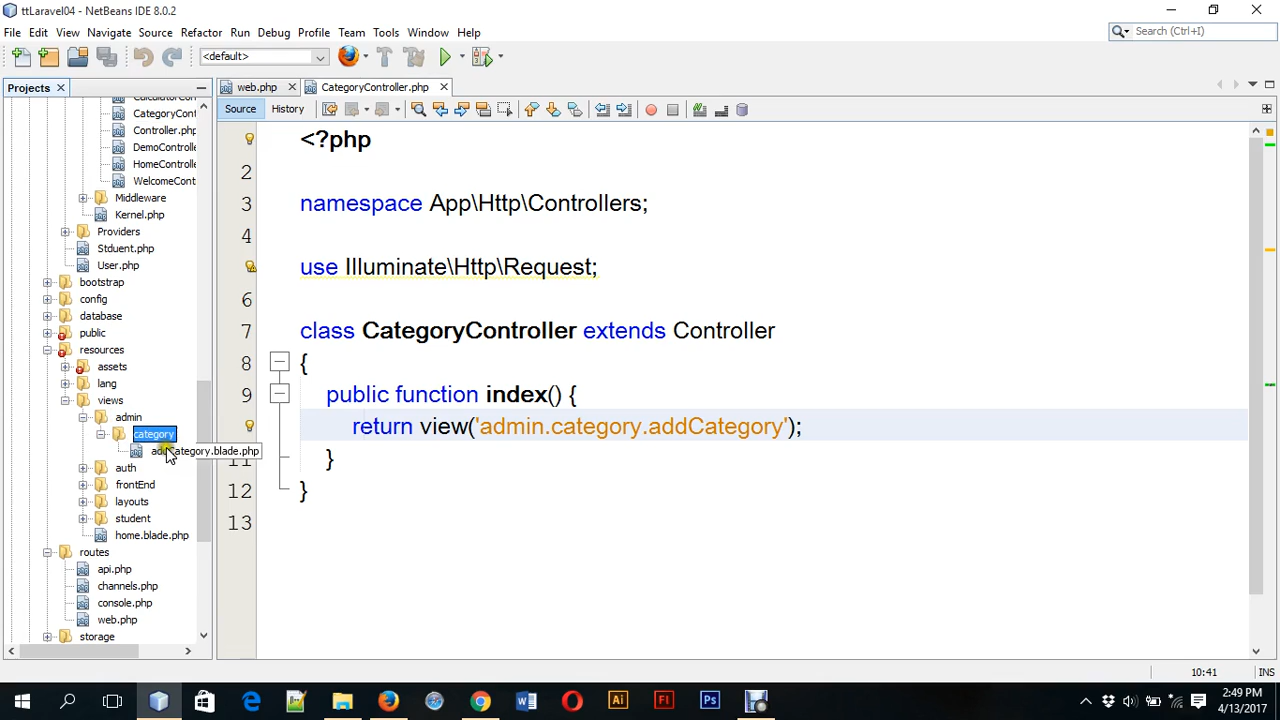 ttLaravel04 - NetBeans IDE 8.0.2
File Edit View Navigate Source Refactor Run Debug Profile Team Tools Window Help
Search (Ctrl+I)
<default>
Projects
web.php
CategoryController.php
Source
History
CategoryCont
Controller.php
DemoControlle
HomeControlle
WelcomeCont
Middleware
Kernel.php
Providers
Stduent.php
User.php
bootstrap
config
database
public
resources
assets
lang
views
admin
category
addCategory.blade.php
auth
frontEnd
layouts
student
home.blade.php
routes
api.php
channels.php
console.php
web.php
storage
<?php
2
3 namespace App\Http\Controllers;
4
use Illuminate\Http\Request;
6
7 class CategoryController extends Controller
8 {
9 public function index() {
return view('admin.category.addCategory');
11 }
12 }
13
10:41
INS
Ai
Fl
Ps
2:49 PM
4/13/2017